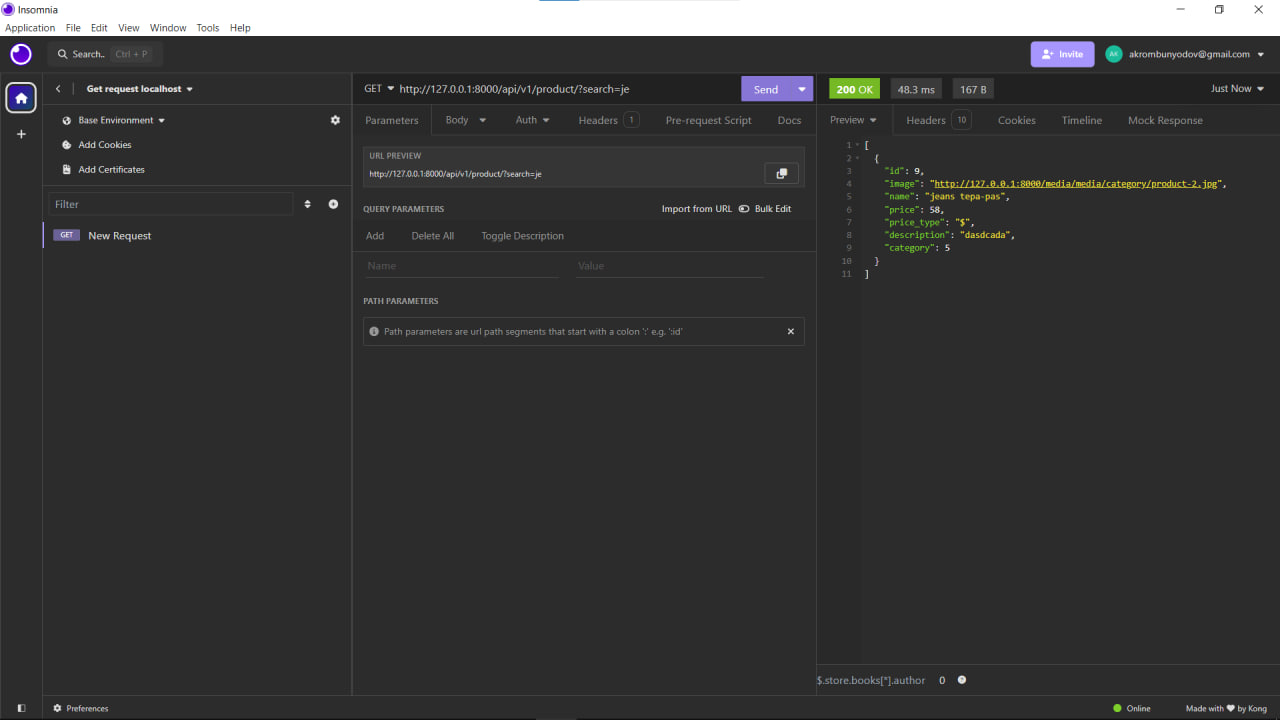 Insomnia
Application File Edit View Window Tools Help
Search.. Ctrl + P
Invite
AK akrombunyodov@gmail.com
Get request localhost
Base Environment
Add Cookies
Add Certificates
Filter
GET New Request
GET http://127.0.0.1:8000/api/v1/product/?search=je Send
Parameters Body Auth Headers 1 Pre-request Script Docs
URL PREVIEW
http://127.0.0.1:8000/api/v1/product/?search=je
QUERY PARAMETERS Import from URL Bulk Edit
Add Delete All Toggle Description
Name Value
PATH PARAMETERS
Path parameters are url path segments that start with a colon ':' e.g. ':id'
200 OK 48.3 ms 167 B Just Now
Preview Headers 10 Cookies Timeline Mock Response
1 [
2 {
3 "id": 9,
4 "image": "http://127.0.0.1:8000/media/media/category/product-2.jpg",
5 "name": "jeans tepa-pas",
6 "price": 58,
7 "price_type": "$",
8 "description": "dasdcada",
9 "category": 5
10 }
11 ]
$.store.books[*].author 0
Preferences
Online Made with ❤ by Kong